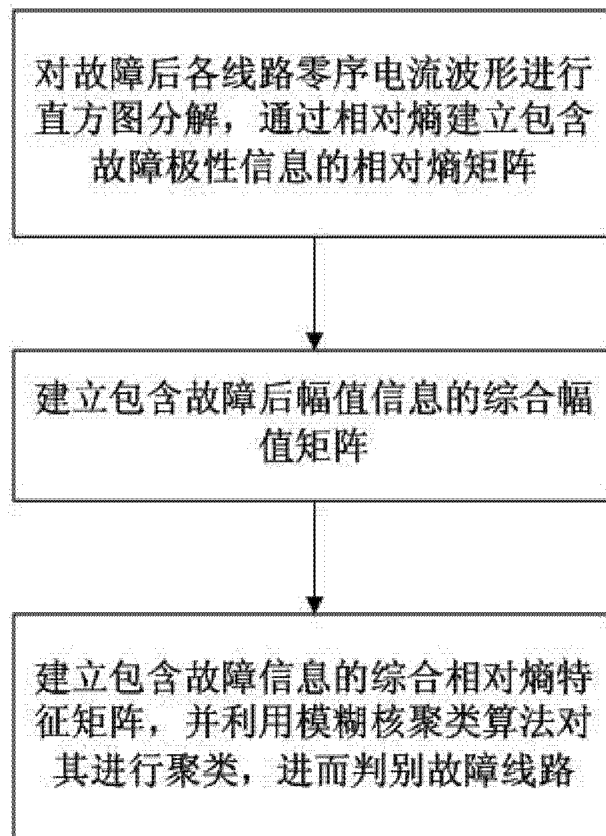 对故障后各线路零序电流波形进行
直方图分解，通过相对熵建立包含
故障极性信息的相对熵矩阵
建立包含故障后幅值信息的综合幅
值矩阵
建立包含故障信息的综合相对熵特
征矩阵，并利用模糊核聚类算法对
其进行聚类，进而判别故障线路